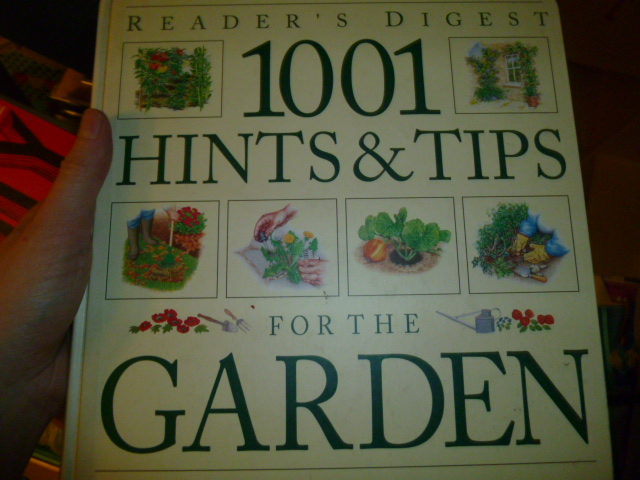 READER'S DIGEST
1001
HINTS & TIPS
FOR THE
GARDEN